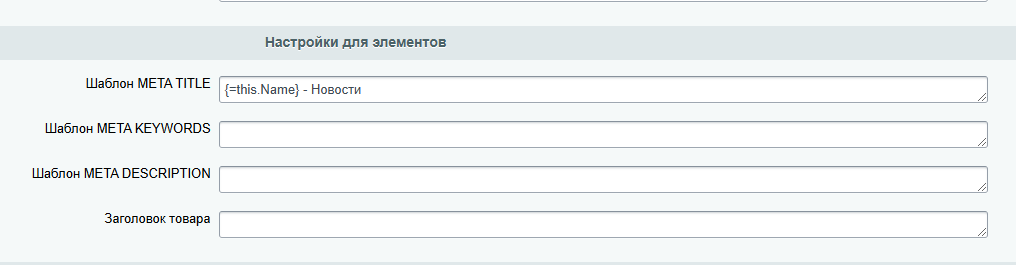 Настройки для элементов
Шаблон META TITLE {=this.Name} - Новости
Шаблон META KEYWORDS
Шаблон META DESCRIPTION
Заголовок товара